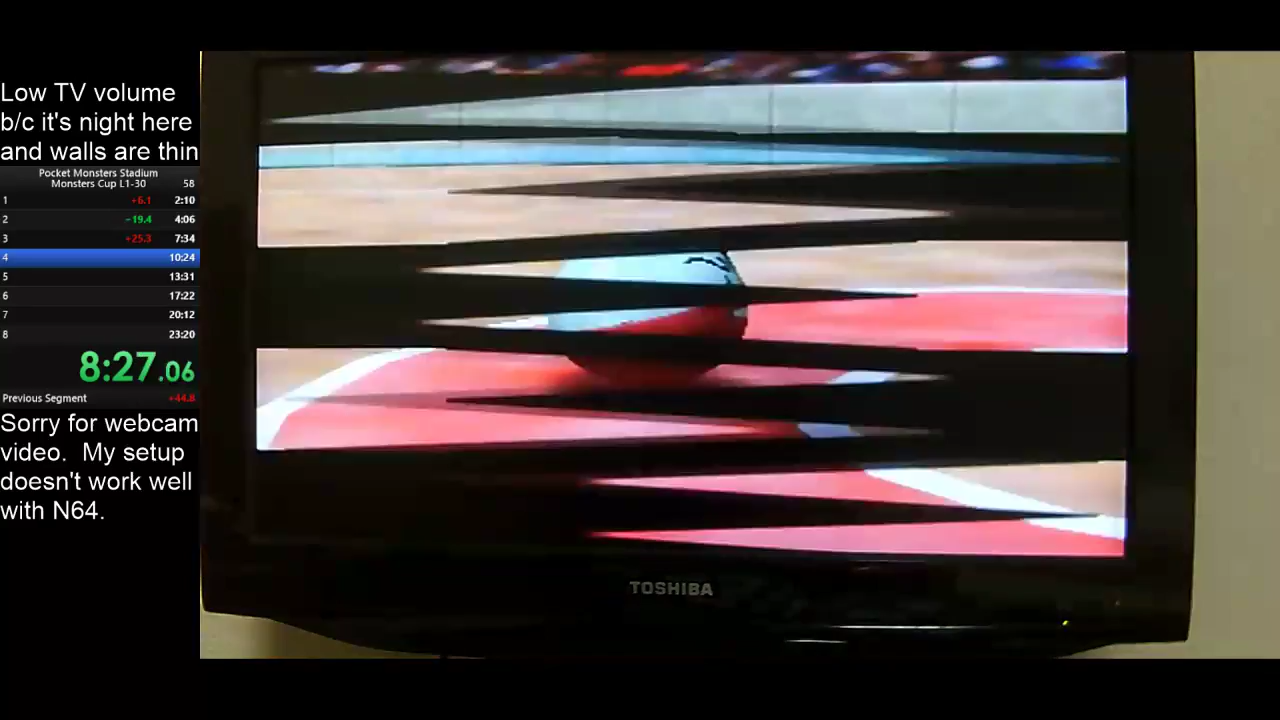 Low TV volume
b/c it's night here
and walls are thin
Pocket Monsters Stadium
Monsters Cup L1-30 58
1 +6.1 2:10
2 -19.4 4:06
3 +25.3 7:34
4 10:24
5 13:31
6 17:22
7 20:12
8 23:20
8:27.06
Previous Segment +44.8
Sorry for webcam
video. My setup
doesn't work well
with N64.
TOSHIBA